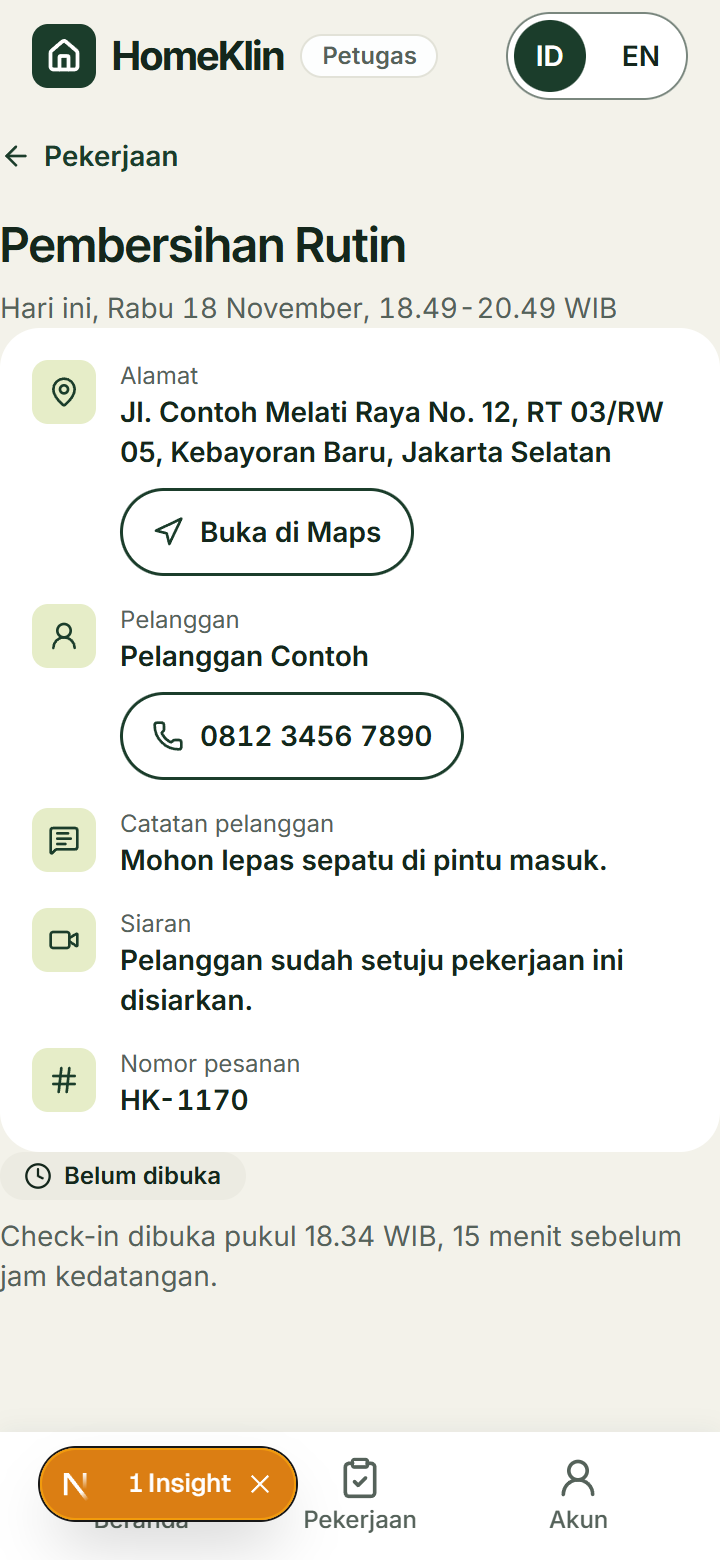 HomeKlin
Petugas
ID
EN
Pekerjaan
Pembersihan Rutin
Hari ini, Rabu 18 November, 18.49-20.49 WIB
Alamat
Jl. Contoh Melati Raya No. 12, RT 03/RW
05, Kebayoran Baru, Jakarta Selatan
Buka di Maps
Pelanggan
Pelanggan Contoh
0812 3456 7890
Catatan pelanggan
Mohon lepas sepatu di pintu masuk.
Siaran
Pelanggan sudah setuju pekerjaan ini
disiarkan.
Nomor pesanan
HK-1170
Belum dibuka
Check-in dibuka pukul 18.34 WIB, 15 menit sebelum
jam kedatangan.
N
1 Insight
Beranda
Pekerjaan
Akun